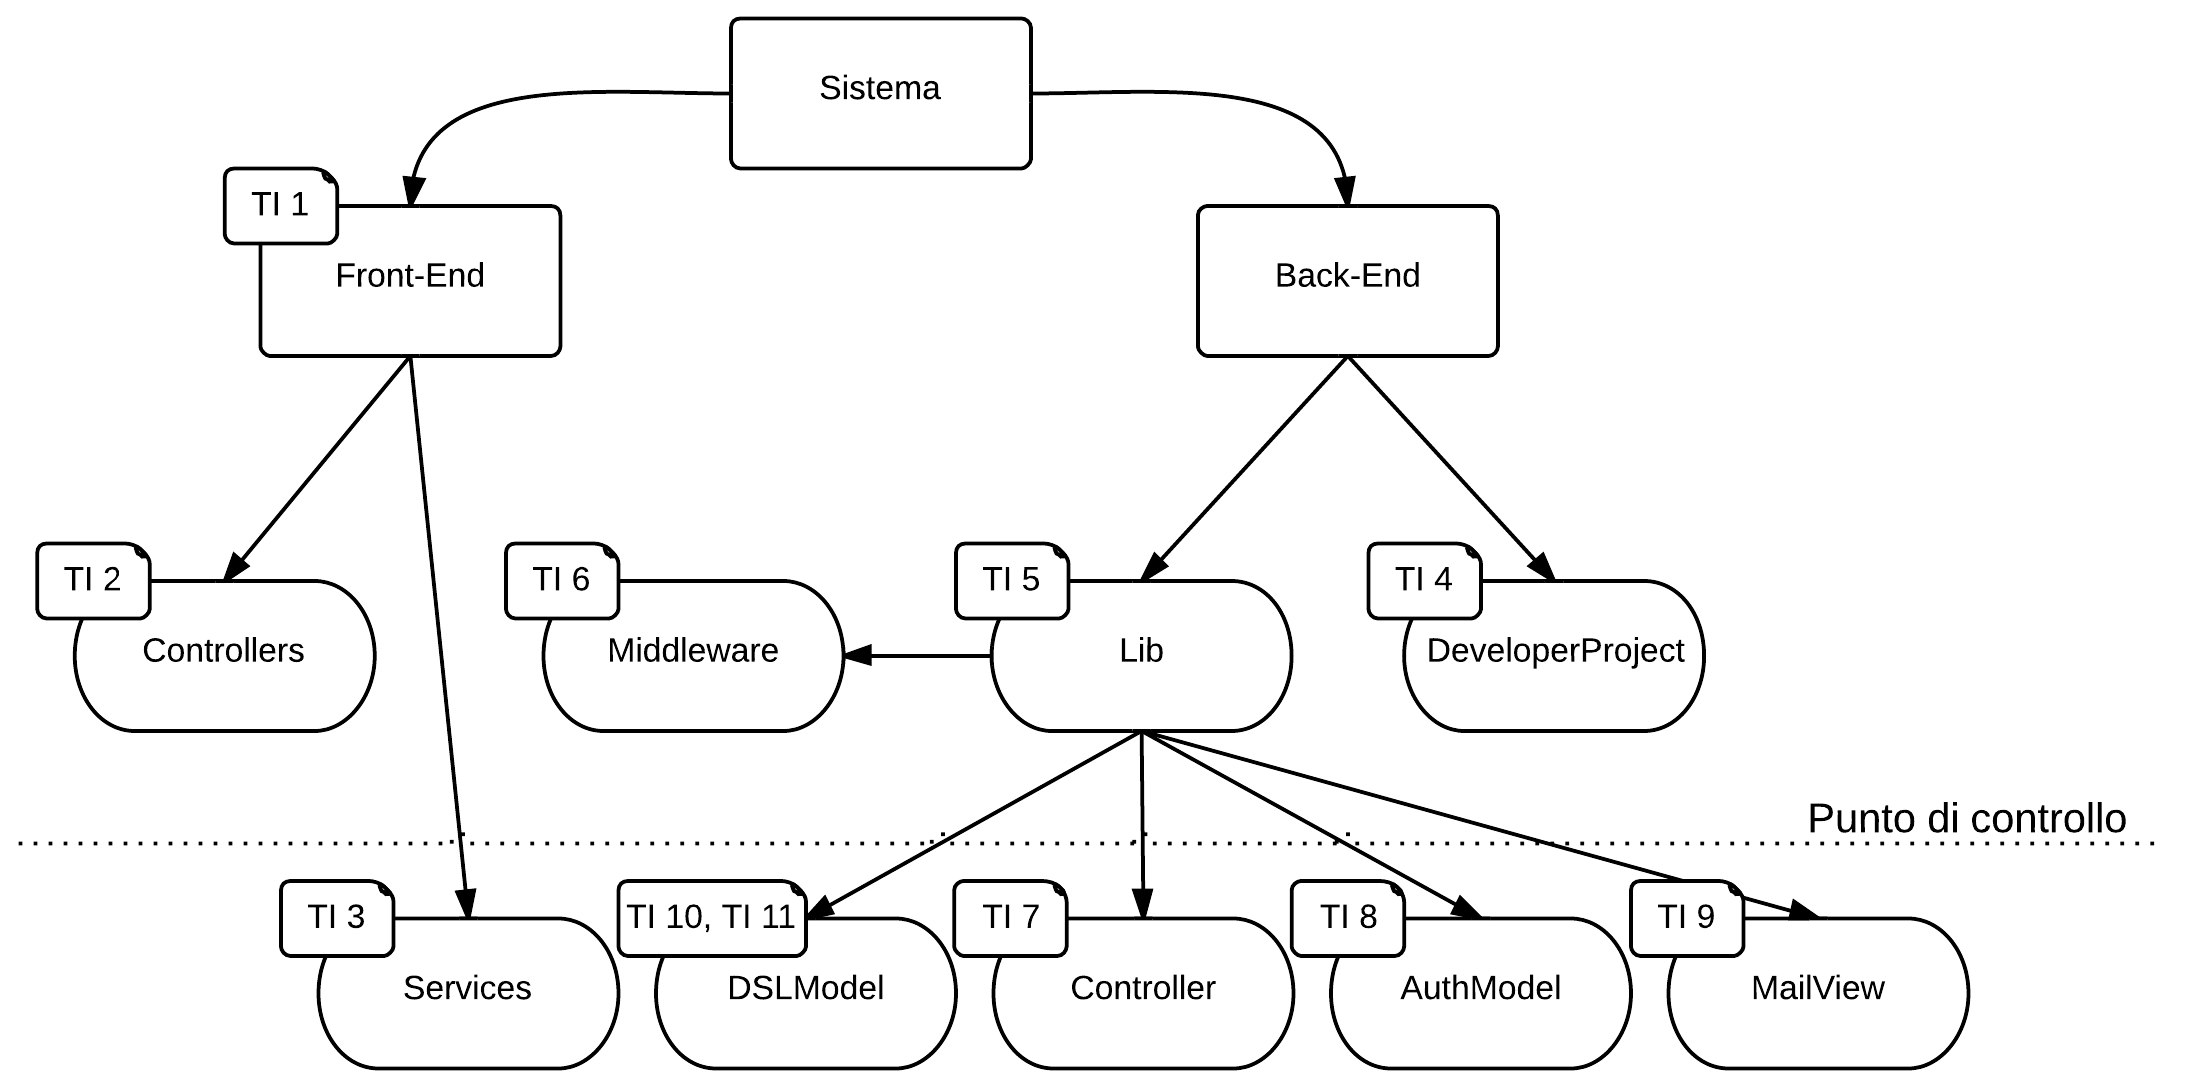 Sistema
TI 1
Front-End
Back-End
TI 2
Controllers
TI 6
Middleware
TI 5
Lib
TI 4
DeveloperProject
Punto di controllo
TI 3
Services
TI 10, TI 11
DSLModel
TI 7
Controller
TI 8
AuthModel
TI 9
MailView